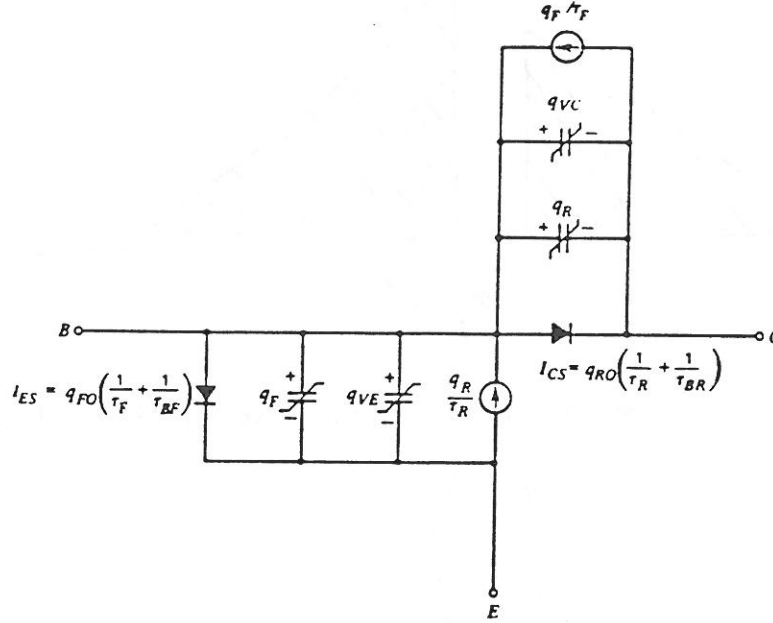 q_F /τ_F
q_VC
+ −
q_R
+ −
B
I_ES = q_FO(1/τ_F + 1/τ_BF)
+
q_F
−
+
q_VE
−
q_R/τ_R
I_CS = q_RO(1/τ_R + 1/τ_BR)
E